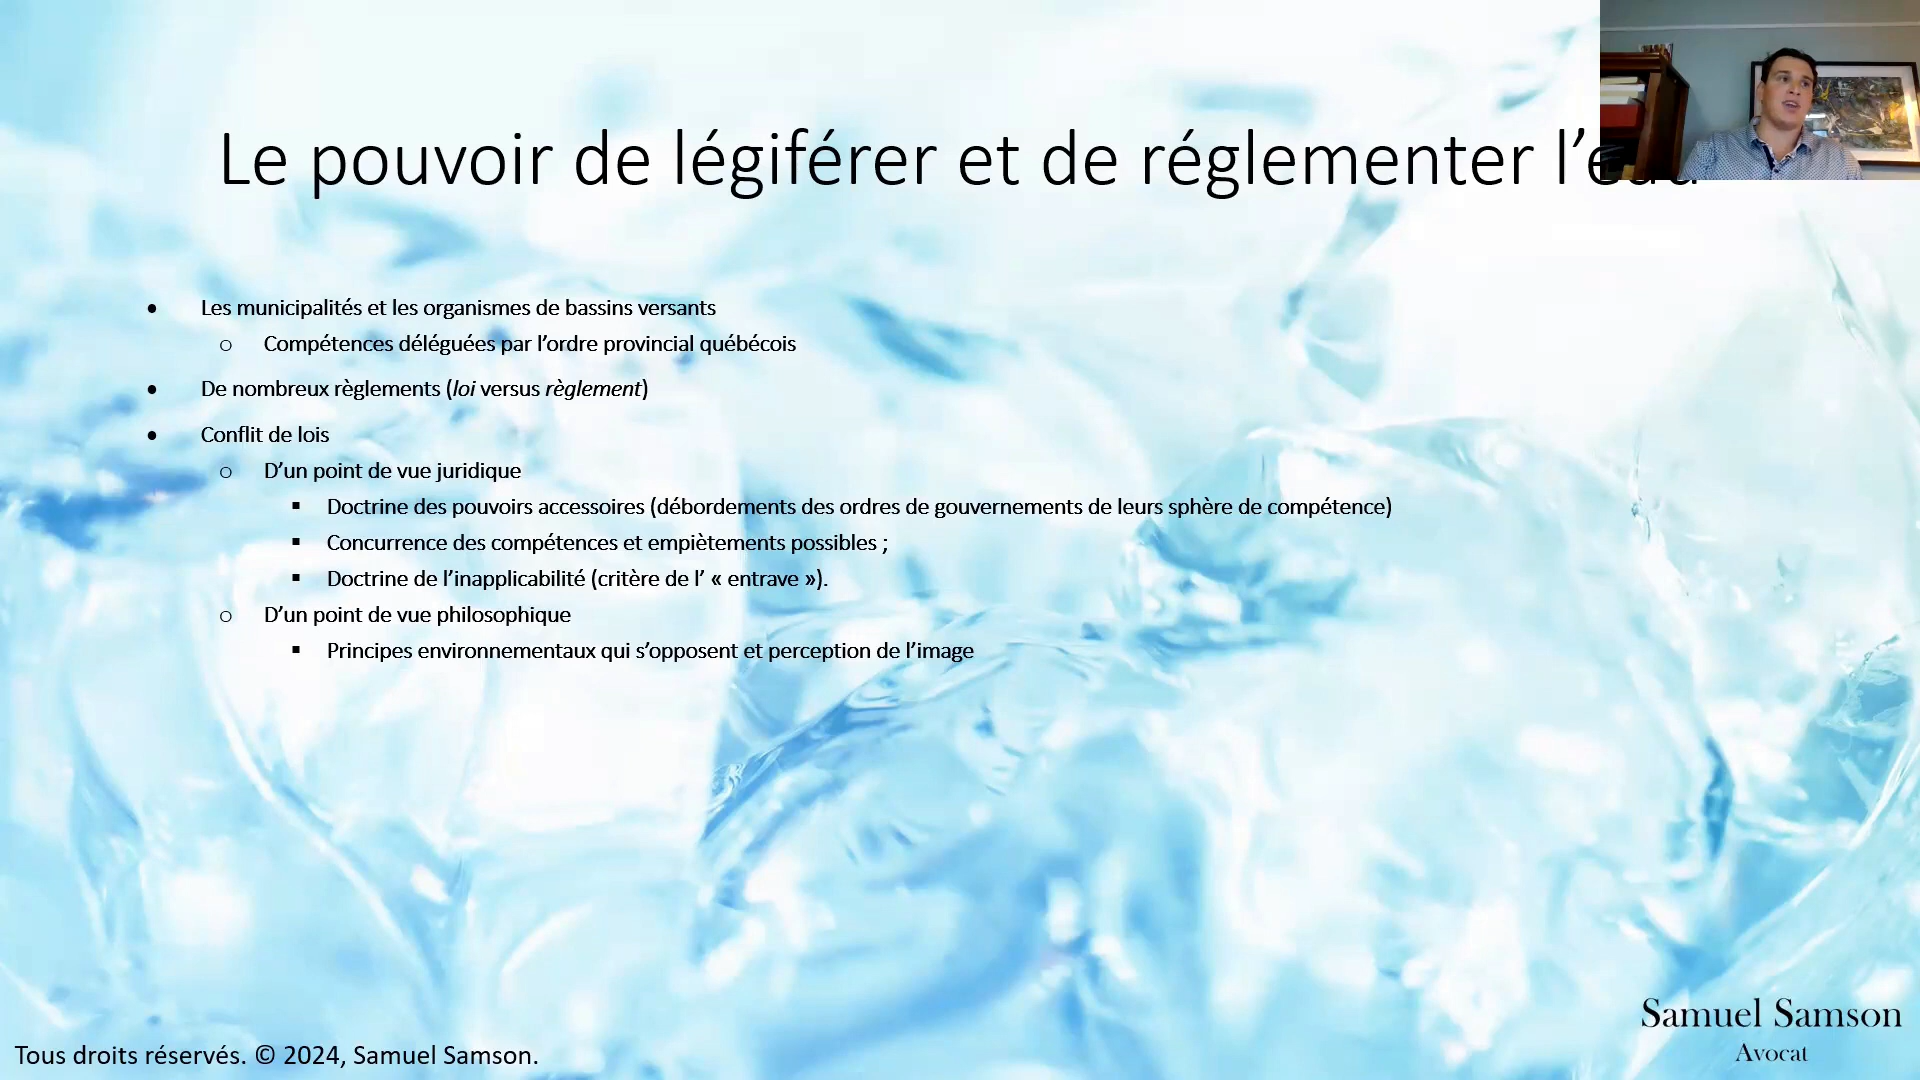 Le pouvoir de légiférer et de réglementer l’eau
• Les municipalités et les organismes de bassins versants
o Compétences déléguées par l’ordre provincial québécois
• De nombreux règlements (loi versus règlement)
• Conflit de lois
o D’un point de vue juridique
▪ Doctrine des pouvoirs accessoires (débordements des ordres de gouvernements de leurs sphère de compétence)
▪ Concurrence des compétences et empiètements possibles ;
▪ Doctrine de l’inapplicabilité (critère de l’ « entrave »).
o D’un point de vue philosophique
▪ Principes environnementaux qui s’opposent et perception de l’image
Samuel Samson
Avocat
Tous droits réservés. © 2024, Samuel Samson.